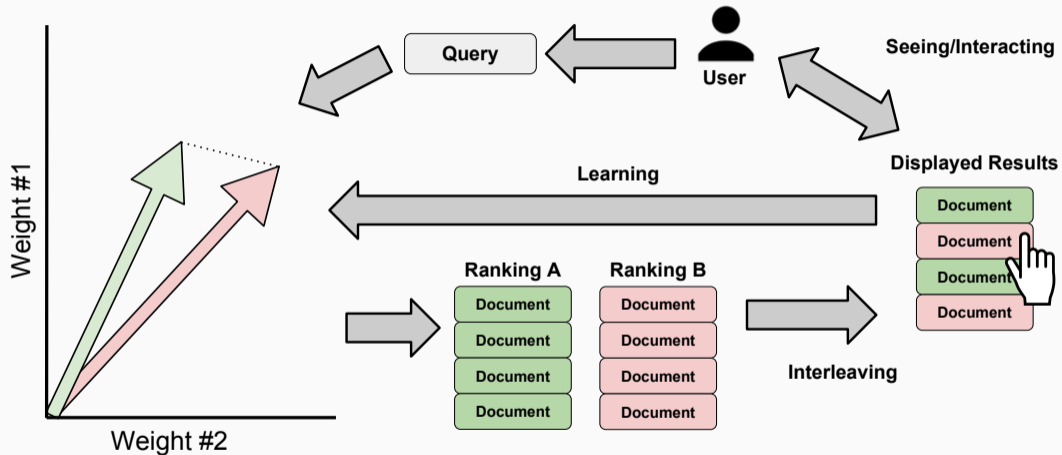 Query
User
Seeing/Interacting
Weight #1
Weight #2
Learning
Displayed Results
Document
Document
Document
Document
Ranking A
Document
Document
Document
Document
Ranking B
Document
Document
Document
Document
Interleaving